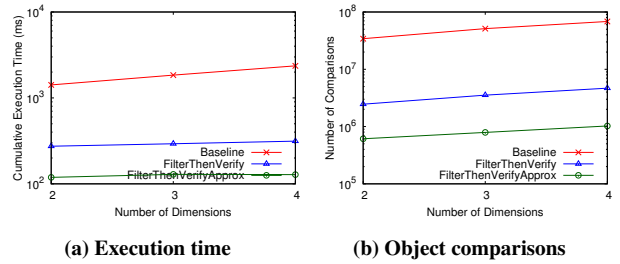 10^4
10^3
10^2
Cumulative Execution Time (ms)
2 3 4
Number of Dimensions
Baseline
FilterThenVerify
FilterThenVerifyApprox
(a) Execution time
10^8
10^7
10^6
10^5
Number of Comparisons
2 3 4
Number of Dimensions
Baseline
FilterThenVerify
FilterThenVerifyApprox
(b) Object comparisons